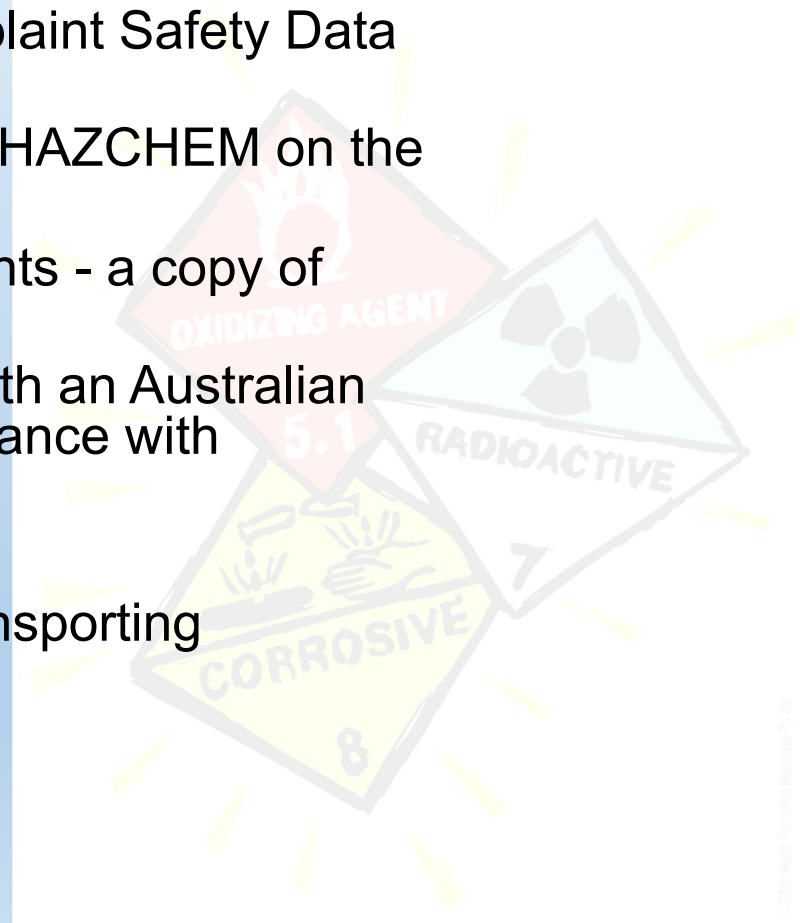 plaint Safety Data
HAZCHEM on the
nts - a copy of
OXIDIZING AGENT
th an Australian
ance with
5.1
RADIOACTIVE
7
nsporting
CORROSIVE
8